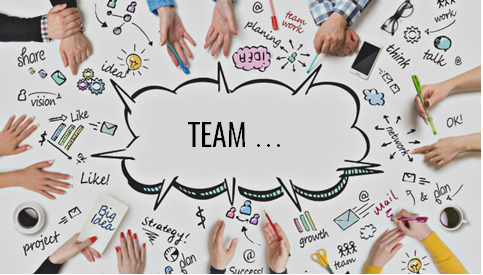 planning
team
work
work
share
idea
IDEA
think
talk
vision
Like
TEAM ...
network
OK!
Like!
plan
mail
BIG
idea
Strategy!
$
growth
project
plan
Success!
team